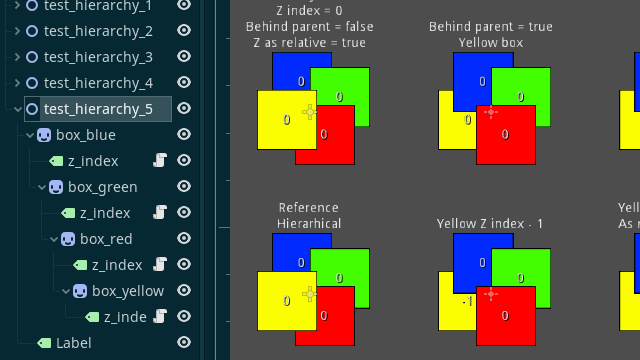 test_hierarchy_1
test_hierarchy_2
test_hierarchy_3
test_hierarchy_4
test_hierarchy_5
box_blue
z_index
box_green
z_index
box_red
z_index
box_yellow
z_inde
Label
Z index = 0
Behind parent = false
Z as relative = true
0
0
0
0
Behind parent = true
Yellow box
0
0
0
0
Reference
Hierarhical
0
0
0
0
Yellow Z index - 1
0
0
-1
0
Yell
As r